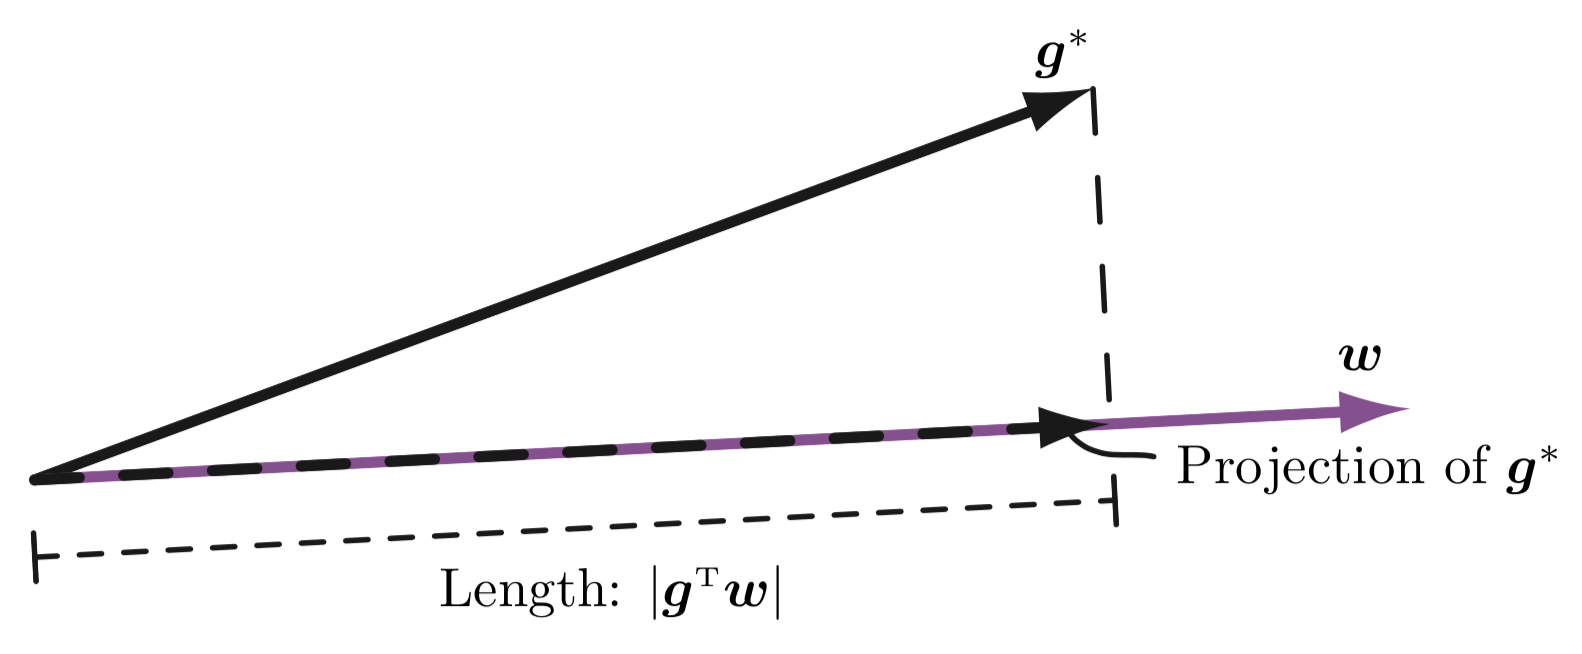 g*
w
Projection of g*
Length: |gᵀw|